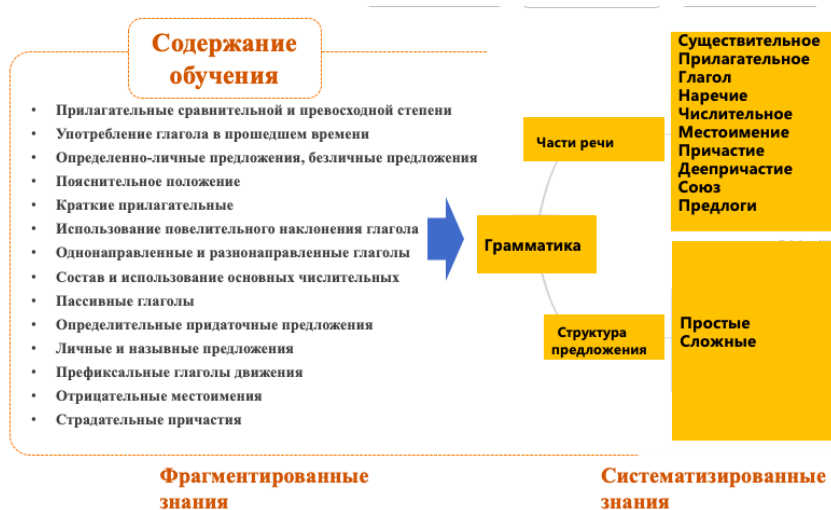 Содержание
обучения
• Прилагательные сравнительной и превосходной степени
• Употребление глагола в прошедшем времени
• Определенно-личные предложения, безличные предложения
• Пояснительное положение
• Краткие прилагательные
• Использование повелительного наклонения глагола
• Однонаправленные и разнонаправленные глаголы
• Состав и использование основных числительных
• Пассивные глаголы
• Определительные придаточные предложения
• Личные и назывные предложения
• Префиксальные глаголы движения
• Отрицательные местоимения
• Страдательные причастия
Фрагментированные
знания
Грамматика
Части речи
Существительное
Прилагательное
Глагол
Наречие
Числительное
Местоимение
Причастие
Деепричастие
Союз
Предлоги
Структура
предложения
Простые
Сложные
Систематизированные
знания